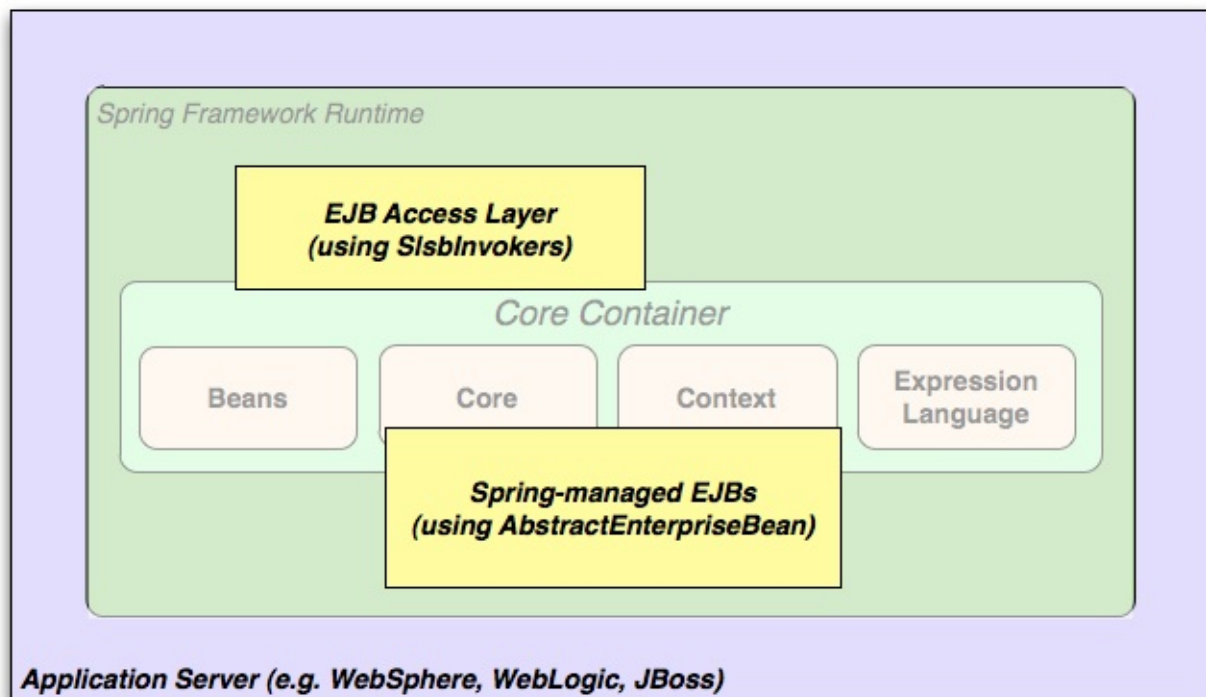 Spring Framework Runtime
EJB Access Layer
(using SlsbInvokers)
Core Container
Beans
Core
Context
Expression
Language
Spring-managed EJBs
(using AbstractEnterpriseBean)
Application Server (e.g. WebSphere, WebLogic, JBoss)